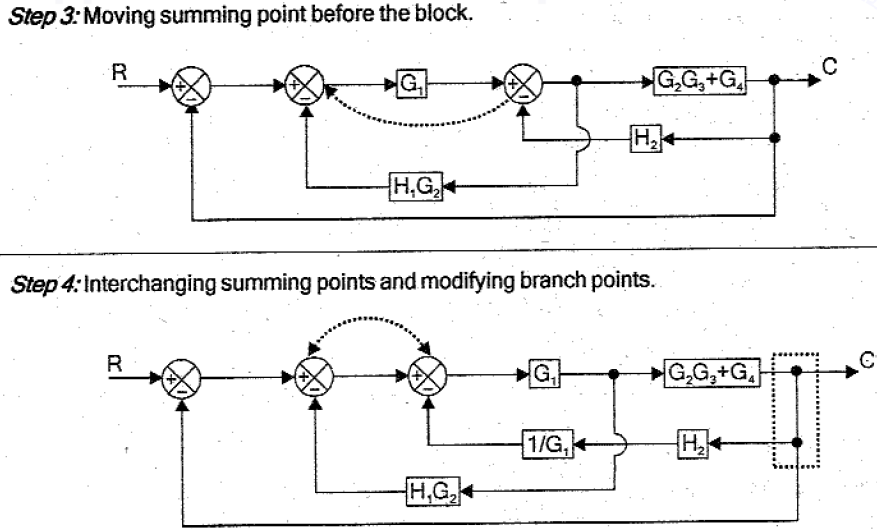 Step 3: Moving summing point before the block.
R + − + − G₁ + − G₂G₃+G₄ C
H₂
H₁G₂
Step 4: Interchanging summing points and modifying branch points.
R + − + − + − G₁ G₂G₃+G₄ C
1/G₁ H₂
H₁G₂